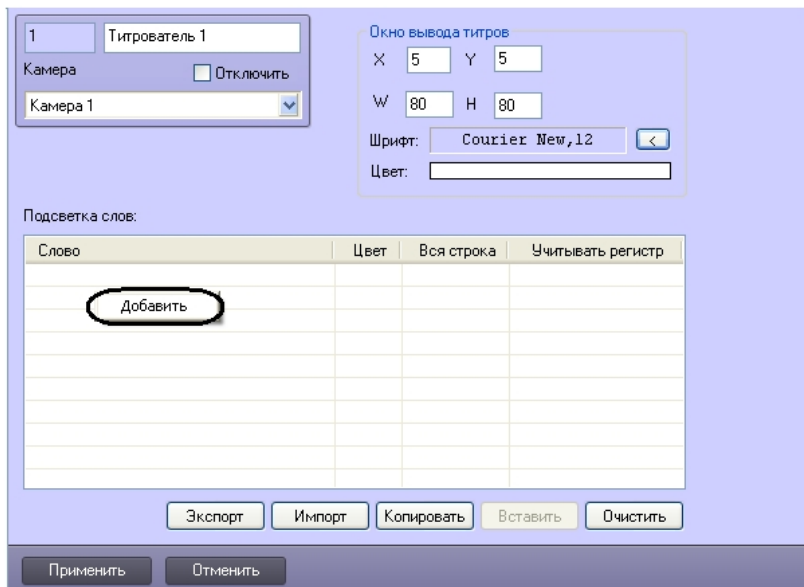 1 Титрователь 1
Камера Отключить
Камера 1
Окно вывода титров
X 5 Y 5
W 80 H 80
Шрифт: Courier New,12 <
Цвет:
Подсветка слов:
Слово Цвет Вся строка Учитывать регистр
Добавить
Экспорт Импорт Копировать Вставить Очистить
Применить Отменить